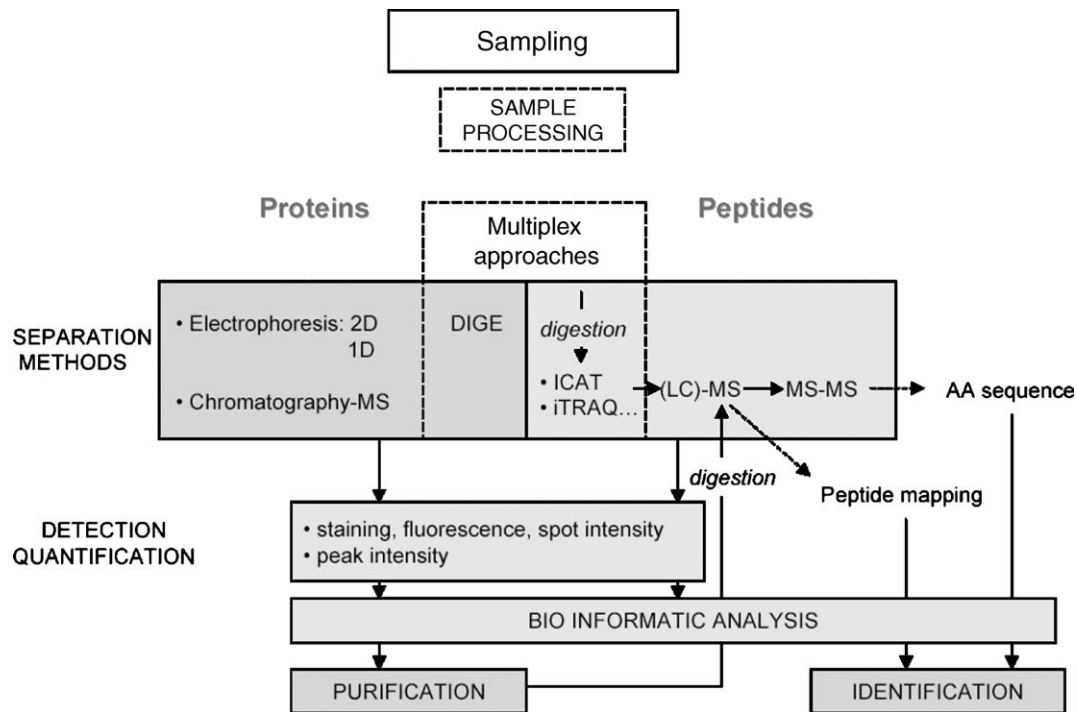 Sampling
SAMPLE
PROCESSING
Proteins
Peptides
Multiplex
approaches
SEPARATION
METHODS
• Electrophoresis: 2D
1D
• Chromatography-MS
DIGE
digestion
• ICAT
• iTRAQ...
(LC)-MS
MS-MS
AA sequence
digestion
Peptide mapping
DETECTION
QUANTIFICATION
• staining, fluorescence, spot intensity
• peak intensity
BIO INFORMATIC ANALYSIS
PURIFICATION
IDENTIFICATION